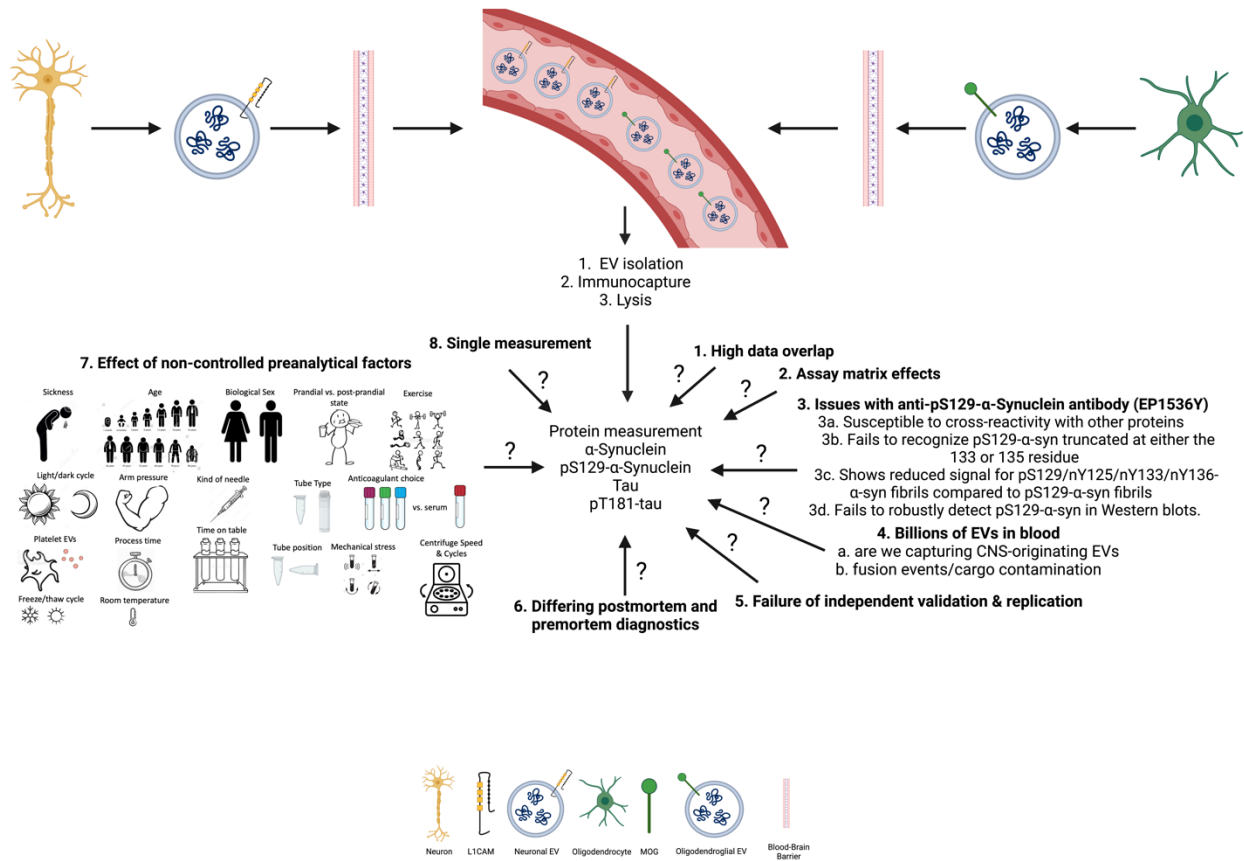 1. EV isolation
2. Immunocapture
3. Lysis
8. Single measurement
1. High data overlap
2. Assay matrix effects
3. Issues with anti-pS129-α-Synuclein antibody (EP1536Y)
3a. Susceptible to cross-reactivity with other proteins
3b. Fails to recognize pS129-α-syn truncated at either the
133 or 135 residue
3c. Shows reduced signal for pS129/nY125/nY133/nY136-
α-syn fibrils compared to pS129-α-syn fibrils
3d. Fails to robustly detect pS129-α-syn in Western blots.
4. Billions of EVs in blood
a. are we capturing CNS-originating EVs
b. fusion events/cargo contamination
5. Failure of independent validation & replication
6. Differing postmortem and
premortem diagnostics
7. Effect of non-controlled preanalytical factors
Sickness
Age
Biological Sex
Prandial vs. post-prandial
state
Exercise
Light/dark cycle
Arm pressure
Kind of needle
Tube Type
Anticoagulant choice
vs. serum
Time on table
Platelet EVs
Process time
Tube position
Mechanical stress
Centrifuge Speed
& Cycles
Freeze/thaw cycle
Room temperature
Protein measurement
α-Synuclein
pS129-α-Synuclein
Tau
pT181-tau
?
?
?
?
?
?
?
?
Neuron
L1CAM
Neuronal EV
Oligodendrocyte
MOG
Oligodendroglial EV
Blood-Brain
Barrier